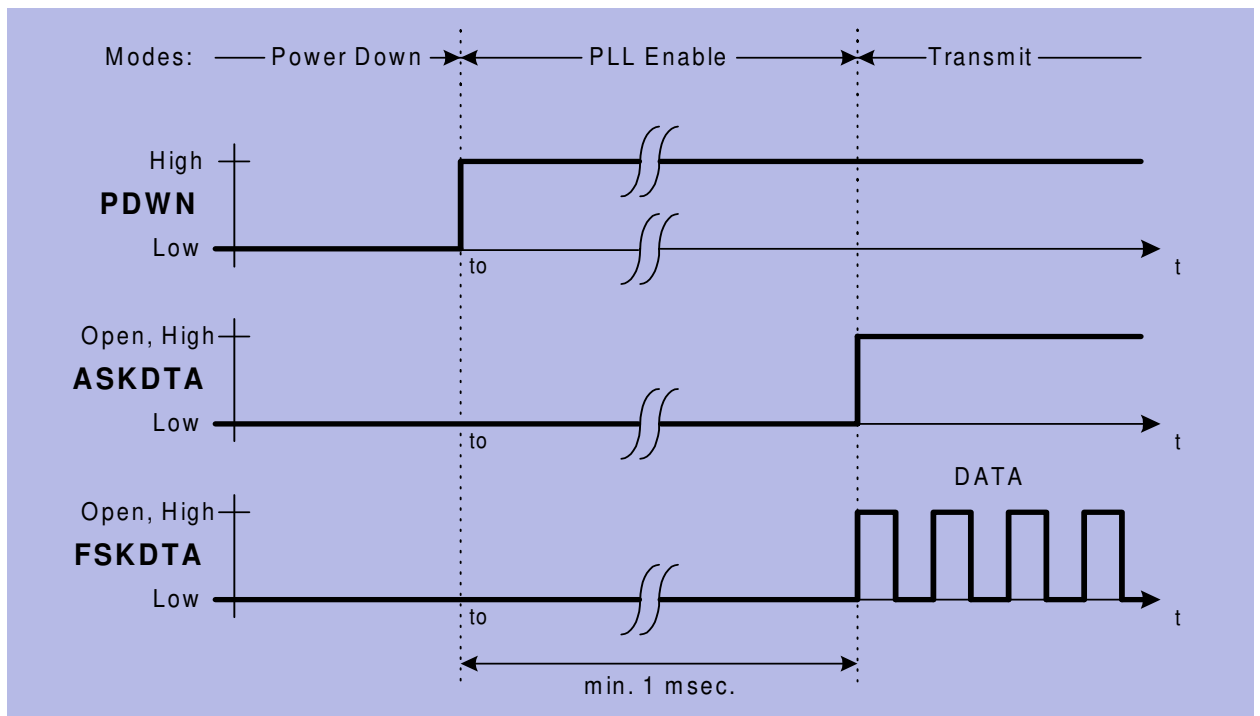 Modes: Power Down PLL Enable Transmit
High
PDWN
Low
to
t
Open, High
ASKDTA
Low
to
t
DATA
Open, High
FSKDTA
Low
to
t
min. 1 msec.